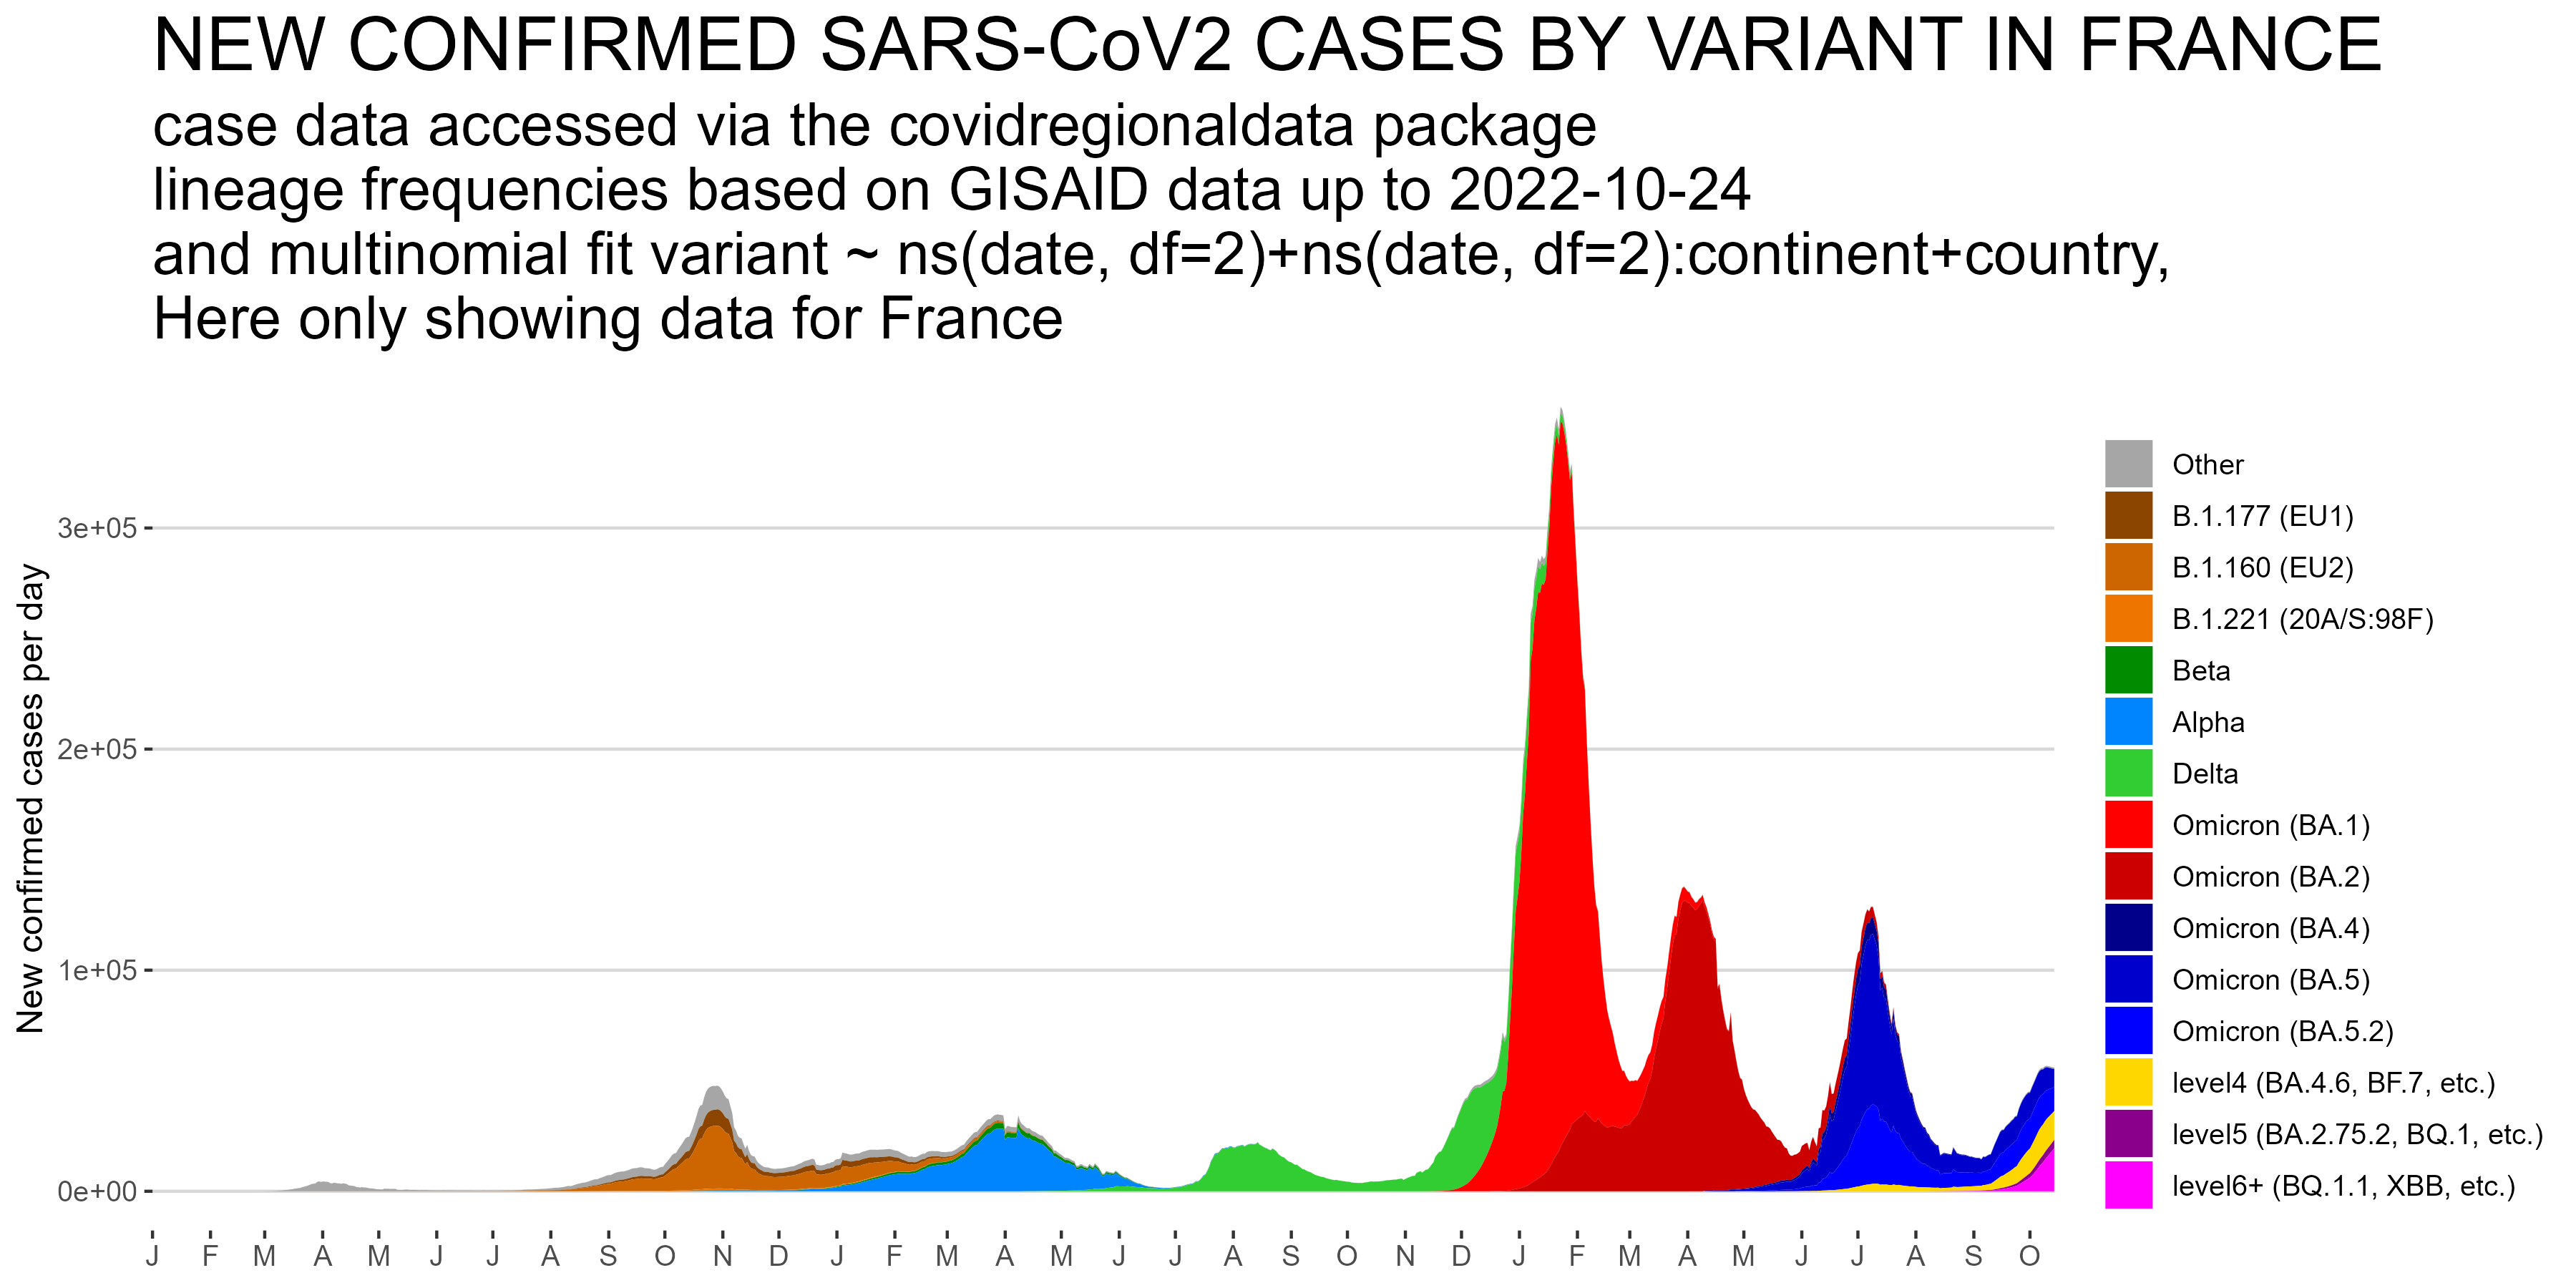 NEW CONFIRMED SARS-CoV2 CASES BY VARIANT IN FRANCE
case data accessed via the covidregionaldata package
lineage frequencies based on GISAID data up to 2022-10-24
and multinomial fit variant ~ ns(date, df=2)+ns(date, df=2):continent+country,
Here only showing data for France
New confirmed cases per day
3e+05
2e+05
1e+05
0e+00
J F M A M J J A S O N D J F M A M J J A S O N D J F M A M J J A S O
Other
B.1.177 (EU1)
B.1.160 (EU2)
B.1.221 (20A/S:98F)
Beta
Alpha
Delta
Omicron (BA.1)
Omicron (BA.2)
Omicron (BA.4)
Omicron (BA.5)
Omicron (BA.5.2)
level4 (BA.4.6, BF.7, etc.)
level5 (BA.2.75.2, BQ.1, etc.)
level6+ (BQ.1.1, XBB, etc.)